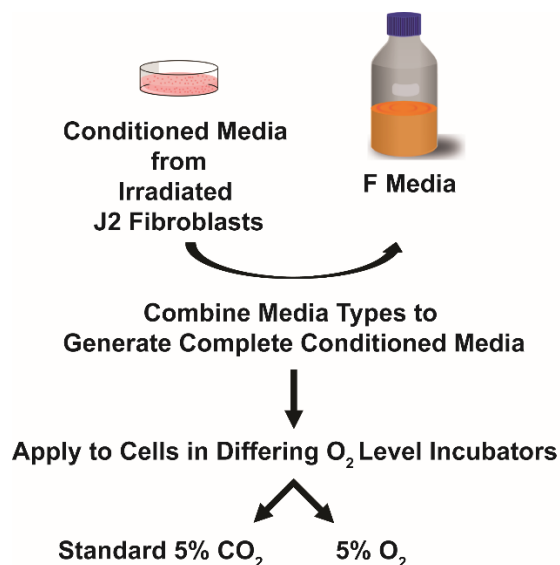 Conditioned Media
from
Irradiated
J2 Fibroblasts
F Media
Combine Media Types to
Generate Complete Conditioned Media
Apply to Cells in Differing O₂ Level Incubators
Standard 5% CO₂
5% O₂